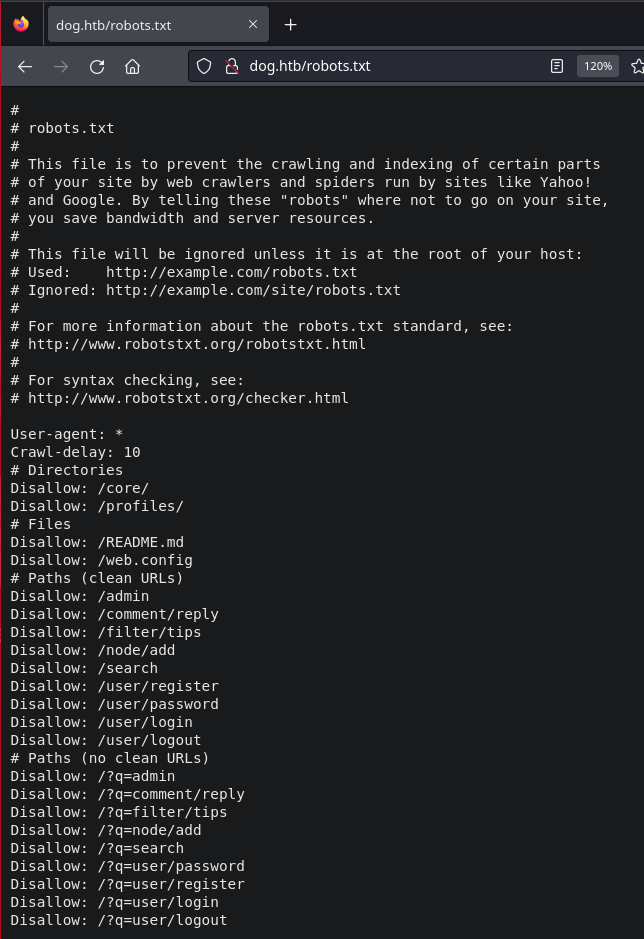 dog.htb/robots.txt
dog.htb/robots.txt 120%
#
# robots.txt
#
# This file is to prevent the crawling and indexing of certain parts
# of your site by web crawlers and spiders run by sites like Yahoo!
# and Google. By telling these "robots" where not to go on your site,
# you save bandwidth and server resources.
#
# This file will be ignored unless it is at the root of your host:
# Used:    http://example.com/robots.txt
# Ignored: http://example.com/site/robots.txt
#
# For more information about the robots.txt standard, see:
# http://www.robotstxt.org/robotstxt.html
#
# For syntax checking, see:
# http://www.robotstxt.org/checker.html
User-agent: *
Crawl-delay: 10
# Directories
Disallow: /core/
Disallow: /profiles/
# Files
Disallow: /README.md
Disallow: /web.config
# Paths (clean URLs)
Disallow: /admin
Disallow: /comment/reply
Disallow: /filter/tips
Disallow: /node/add
Disallow: /search
Disallow: /user/register
Disallow: /user/password
Disallow: /user/login
Disallow: /user/logout
# Paths (no clean URLs)
Disallow: /?q=admin
Disallow: /?q=comment/reply
Disallow: /?q=filter/tips
Disallow: /?q=node/add
Disallow: /?q=search
Disallow: /?q=user/password
Disallow: /?q=user/register
Disallow: /?q=user/login
Disallow: /?q=user/logout